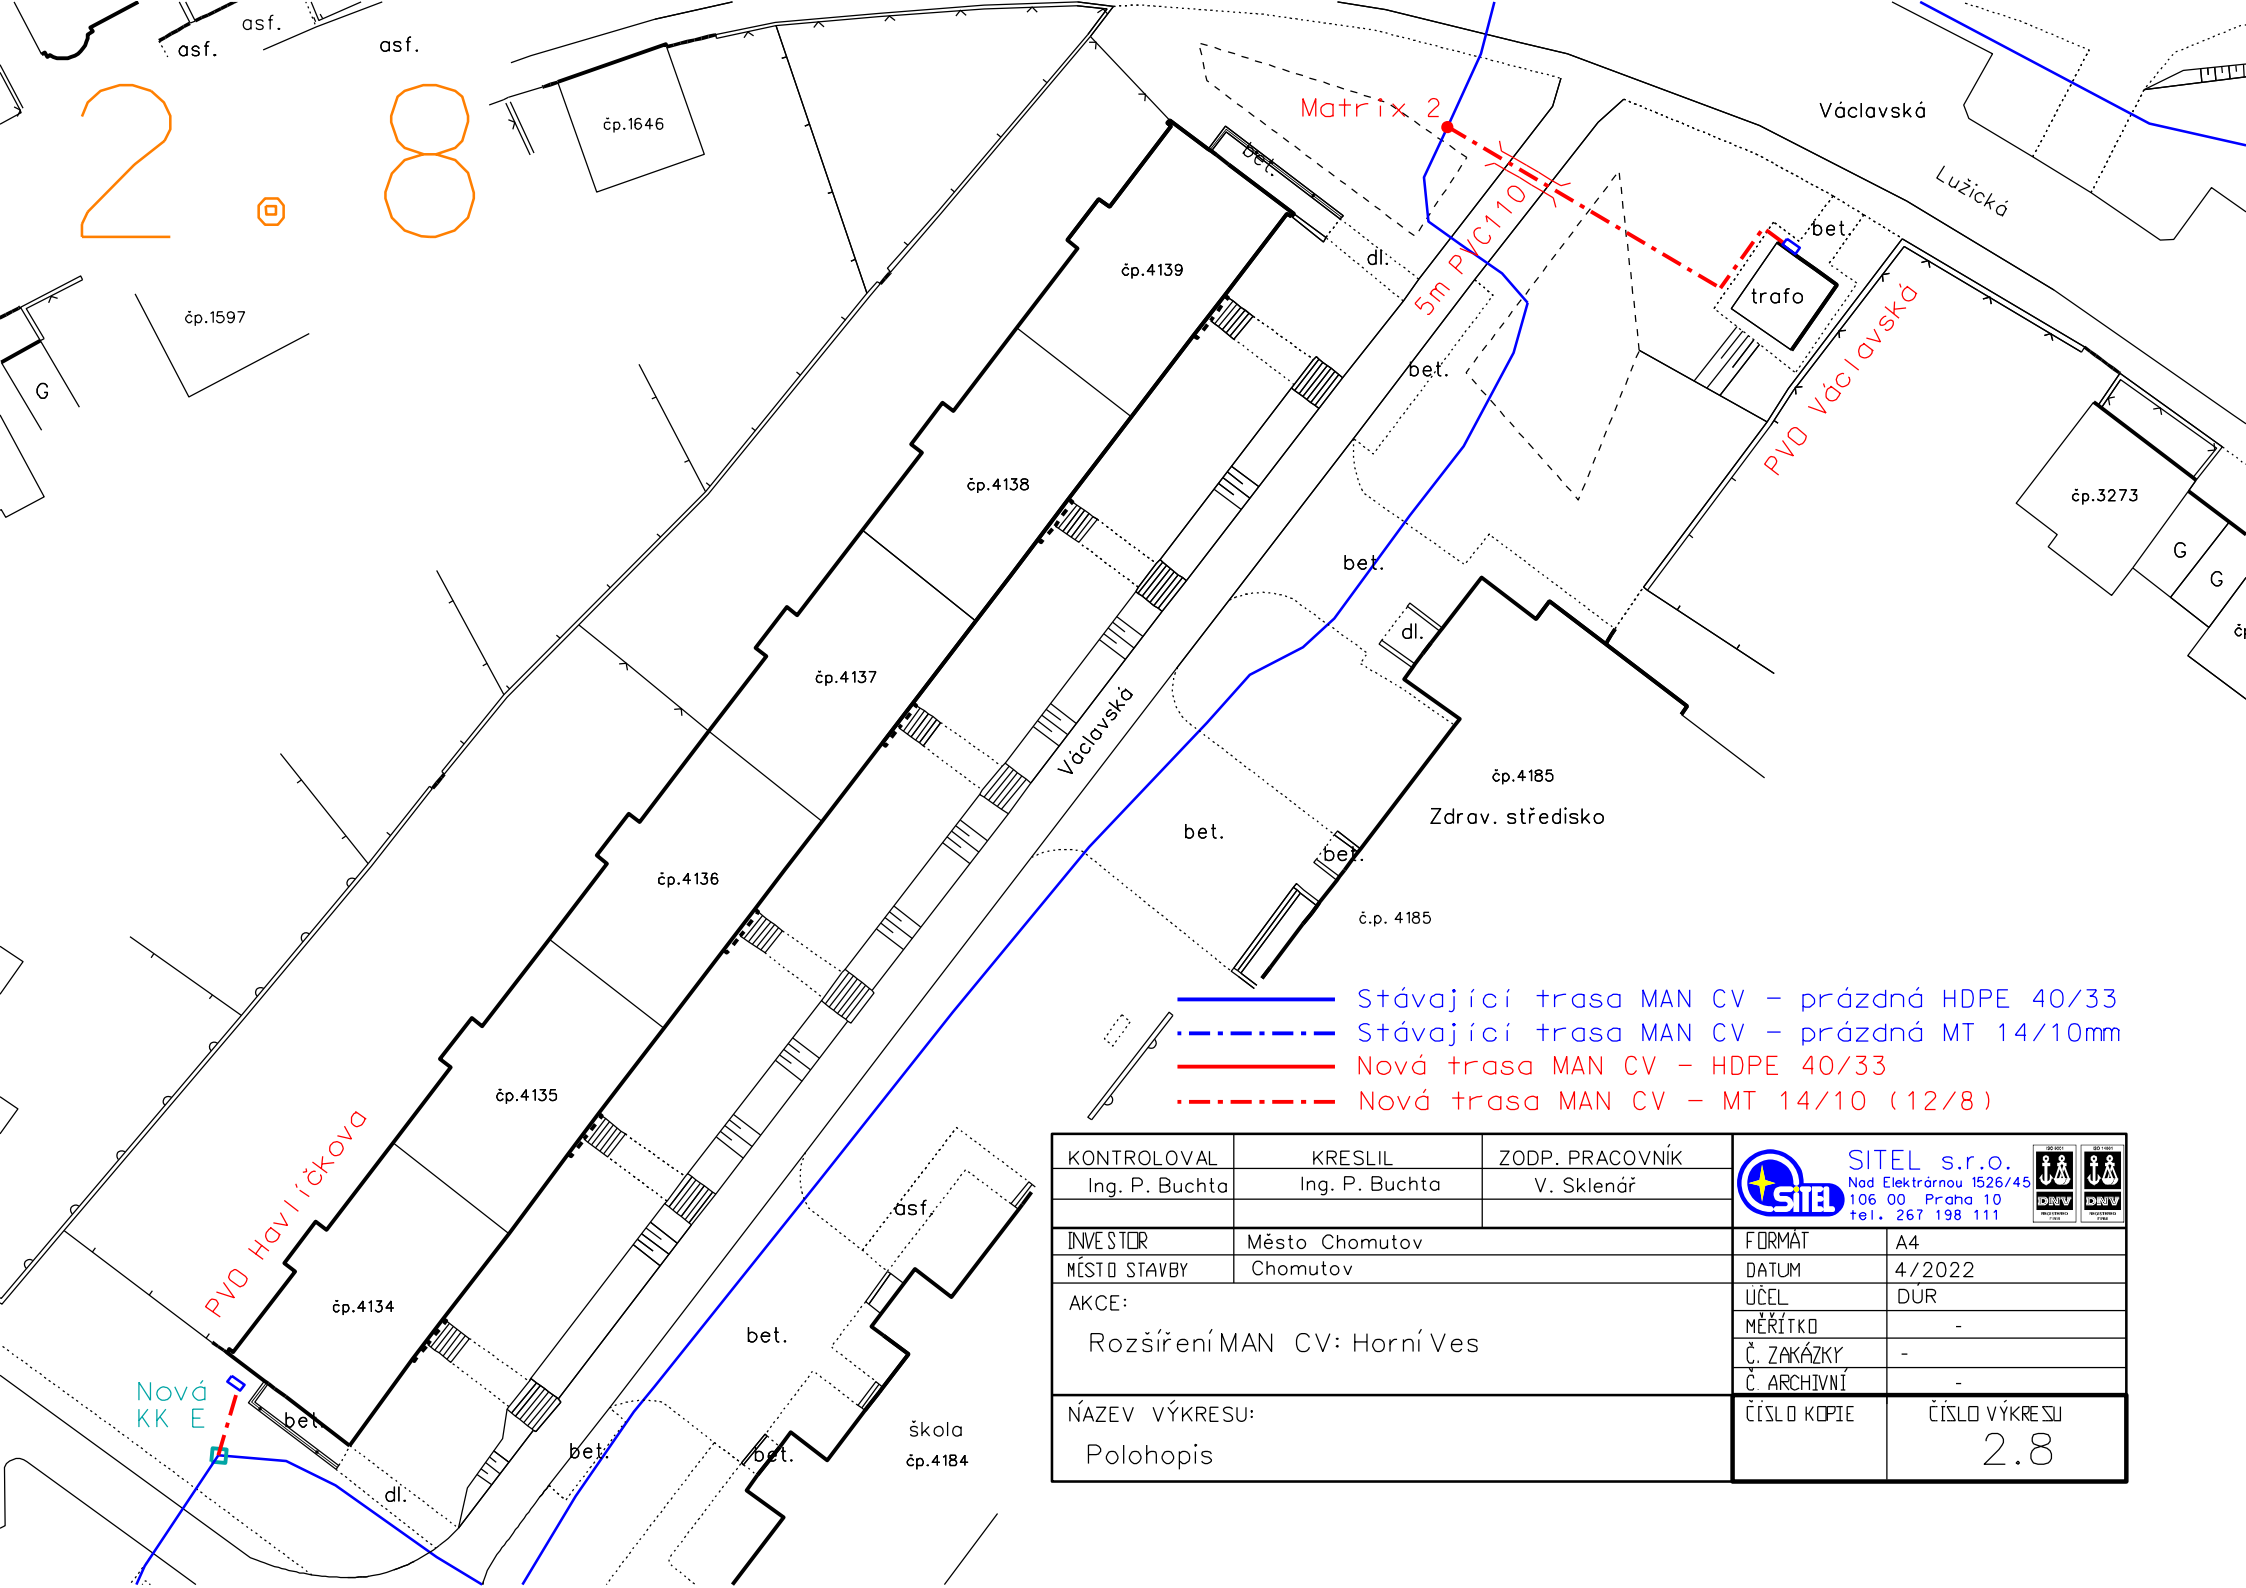 asf.
asf.
asf.
2.8
čp.1646
Matrix 2
Václavská
Lužická
bet.
bet.
čp.4139
dl.
5m PVC110
trafo
čp.1597
PVO Václavská
G
bet.
čp.4138
čp.3273
G
G
bet.
dl.
čp.4137
Václavská
čp.4185
Zdrav. středisko
bet.
bet.
čp.4136
č.p. 4185
Stávající trasa MAN CV - prázdná HDPE 40/33
Stávající trasa MAN CV - prázdná MT 14/10mm
Nová trasa MAN CV - HDPE 40/33
Nová trasa MAN CV - MT 14/10 (12/8)
čp.4135
PVO Havlíčkova
asf.
čp.4134
bet.
Nová
KK E
bet.
škola
čp.4184
bet.
bet.
dl.
KONTROLOVAL KRESLIL ZODP. PRACOVNÍK
Ing. P. Buchta Ing. P. Buchta V. Sklenář
SITEL
SITEL s.r.o.
Nad Elektrárnou 1526/45
106 00 Praha 10
tel. 267 198 111
ISO 9001 ISO 14001
DNV DNV
INVESTOR Město Chomutov
MÍSTO STAVBY Chomutov
AKCE:
Rozšíření MAN CV: Horní Ves
NÁZEV VÝKRESU:
Polohopis
FORMÁT A4
DATUM 4/2022
ÚČEL DÚR
MĚŘÍTKO -
Č. ZAKÁZKY -
Č. ARCHIVNÍ -
ČÍSLO KOPIE ČÍSLO VÝKRESU
2.8